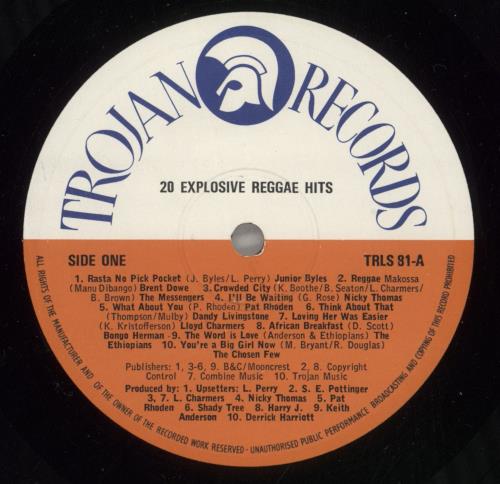 TROJAN RECORDS
20 EXPLOSIVE REGGAE HITS
SIDE ONE
TRLS 91-A
1. Rasta No Pick Pocket (J. Byles/L. Perry) Junior Byles 2. Reggae Makossa
(Manu Dibango) Brent Dowe 3. Crowded City (K. Boothe/B. Seaton/L. Charmers/
B. Brown) The Messengers 4. I'll Be Waiting (G. Rose) Nicky Thomas
5. What About You (P. Rhoden) Pat Rhoden 6. Think About That
(Thompson/Mulby) Dandy Livingstone 7. Loving Her Was Easier
(K. Kristofferson) Lloyd Charmers 8. African Breakfast (D. Scott)
Bongo Herman 9. The Word is Love (Anderson & Ethiopians) The
Ethiopians 10. You're a Big Girl Now (M. Bryant/R. Douglas)
The Chosen Few
Publishers: 1, 3-6, 9. B&C/Mooncrest 2, 8. Copyright
Control 7. Combine Music 10. Trojan Music
Produced by: 1. Upsetters: L. Perry 2. S. E. Pottinger
3, 7. L. Charmers 4. Nicky Thomas 5. Pat
Rhoden 6. Shady Tree 8. Harry J. 9. Keith
Anderson 10. Derrick Harriott
ALL RIGHTS OF THE MANUFACTURER AND OF THE OWNER OF THE RECORDED WORK RESERVED - UNAUTHORISED PUBLIC PERFORMANCE BROADCASTING AND COPYING OF THIS RECORD PROHIBITED